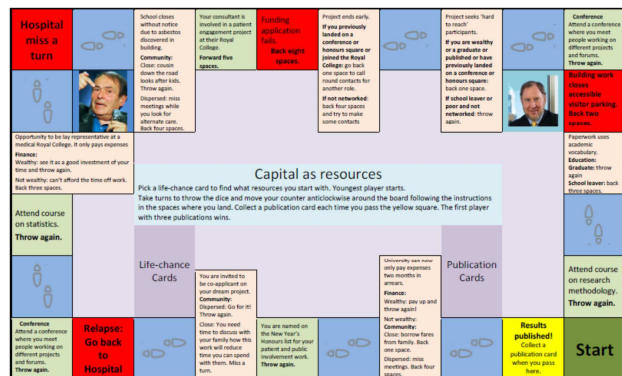 Hospital
miss a
turn
School closes
without notice
due to asbestos
discovered in
building.
Community:
Close: cousin
down the road
looks after kids.
Throw again.
Dispersed: miss
meetings while
you look for
alternate care.
Back four spaces.
Your consultant
is involved in a
patient
engagement
project at
their Royal
College.
Forward five
spaces.
Funding
application
fails.
Back eight
spaces.
Project ends early.
If you previously
landed on a
conference or
honours square or
joined the Royal
College: go back
one space to call
round contacts for
another role.
If not networked:
back four spaces
and try to make
some contacts
Project seeks 'hard
to reach'
participants.
If you are wealthy
or a graduate or
published or have
previously landed
on a conference or
honours square:
back one space.
If school leaver or
poor and not
networked: throw
again.
Conference
Attend a conference
where you meet
people working on
different projects
and forums.
Throw again.
Building work
closes
accessible
visitor parking.
Back two
spaces.
Opportunity to be lay representative at a
medical Royal College. It only pays expenses
Finance:
Wealthy: see it as a good investment of your
time and throw again.
Not wealthy: can't afford the time off work.
Back three spaces.
Paperwork uses
academic
vocabulary.
Education:
Graduate: throw
again
School leaver: back
three spaces.
Capital as resources
Pick a life-chance card to find what resources you start with. Youngest player starts.
Take turns to throw the dice and move your counter anticlockwise around the board following the instructions
in the spaces where you land. Collect a publication card each time you pass the yellow square. The first player
with three publications wins.
Attend course
on statistics.
Throw again.
Life-chance
Cards
You are invited
to be co-applicant on
your dream project.
Community:
Dispersed: Go for it!
Throw again.
Close: You need
time to discuss with
your family how this
work will reduce
time you can spend
with them. Miss a
turn.
University can now
only pay expenses
two months in
arrears.
Finance:
Wealthy: pay up and
throw again!
Not wealthy:
Community:
Close: borrow fares
from family. Back
one space.
Dispersed: miss
meetings. Back four
spaces.
Publication
Cards
Attend course
on research
methodology.
Throw again.
Conference
Attend a conference
where you meet
people working on
different projects
and forums.
Throw again.
Relapse:
Go back
to
Hospital
You are named on
the New Year's
Honours list for your
patient and public
involvement work.
Throw again.
Results
published!
Collect a
publication card
when you pass
here.
Start